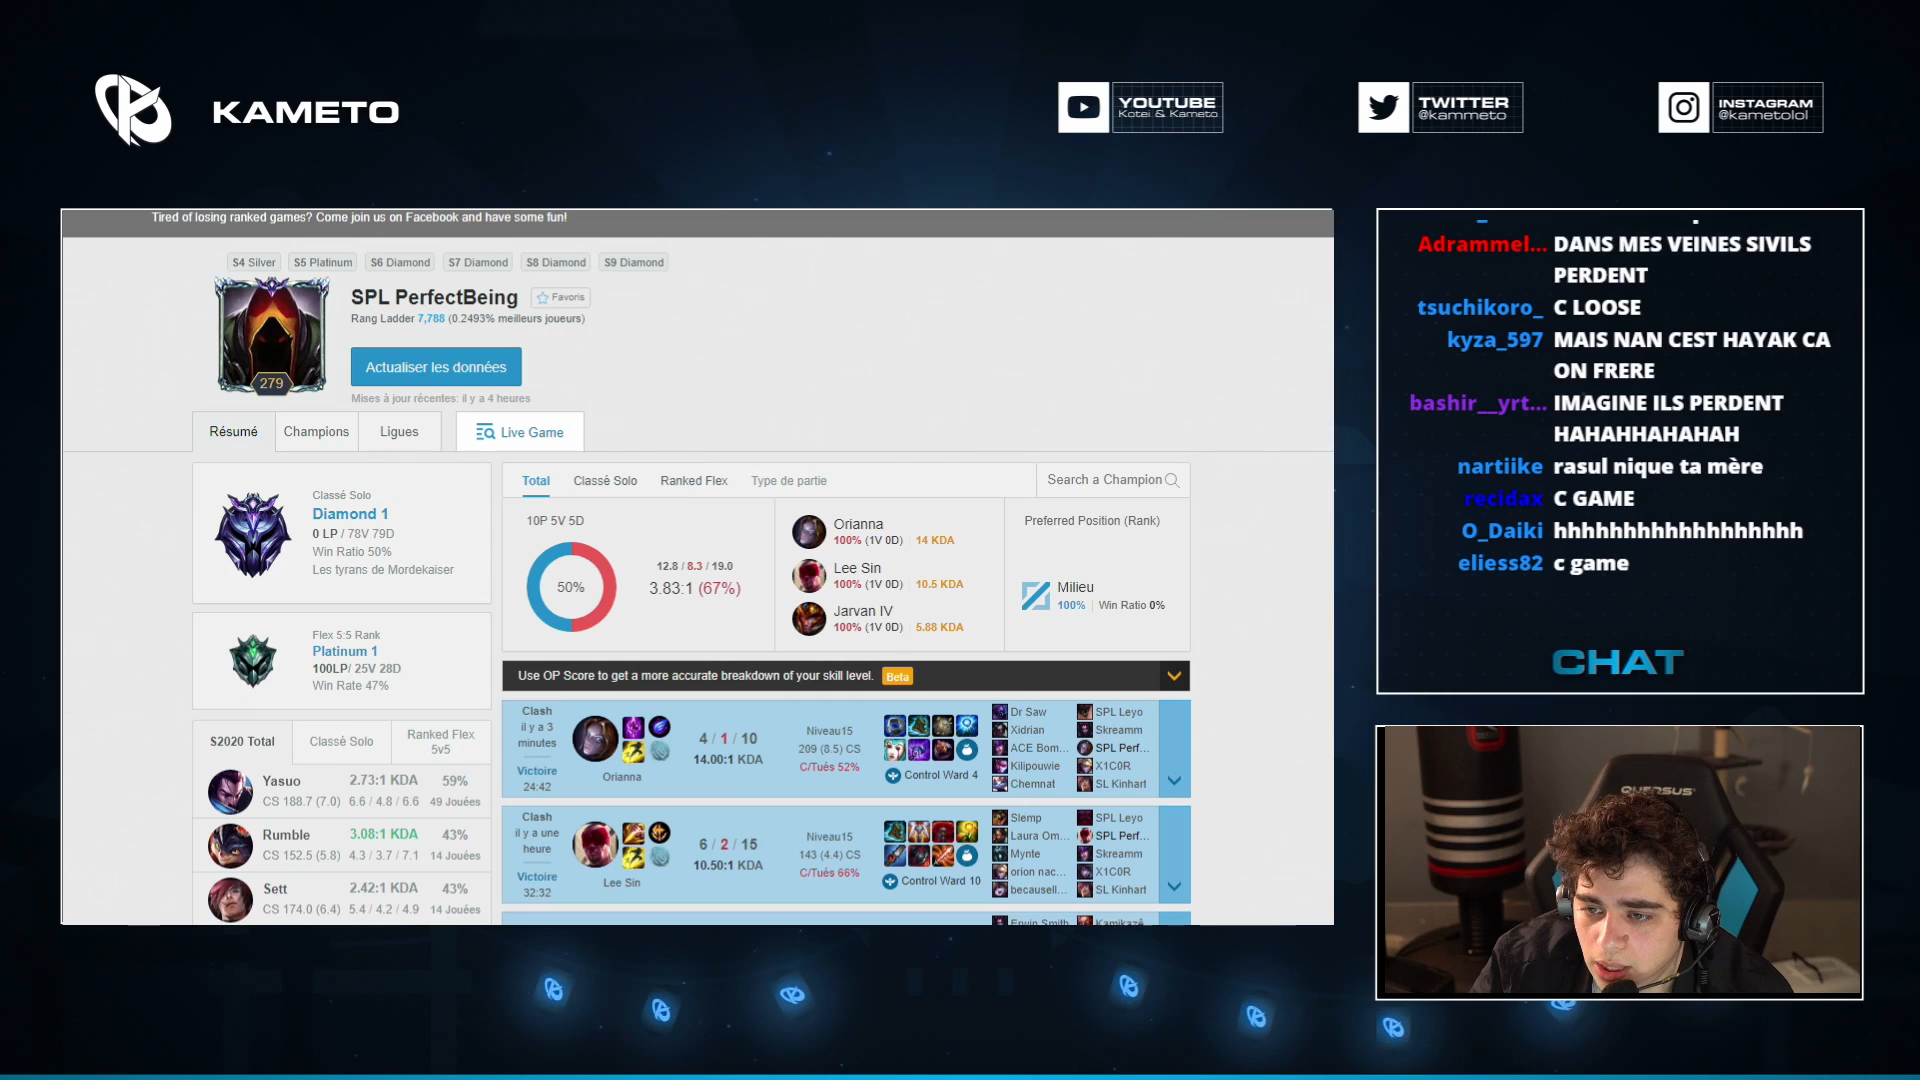 KAMETO
YOUTUBE
Kotei & Kameto
TWITTER
@kammeto
INSTAGRAM
@kametolol
Tired of losing ranked games? Come join us on Facebook and have some fun!
S4 Silver
S5 Platinum
S6 Diamond
S7 Diamond
S8 Diamond
S9 Diamond
279
SPL PerfectBeing
Favoris
Rang Ladder 7,788 (0.2493% meilleurs joueurs)
Actualiser les données
Mises à jour récentes: il y a 4 heures
Résumé
Champions
Ligues
Live Game
Classé Solo
Diamond 1
0 LP / 78V 79D
Win Ratio 50%
Les tyrans de Mordekaiser
Flex 5:5 Rank
Platinum 1
100LP/ 25V 28D
Win Rate 47%
S2020 Total
Classé Solo
Ranked Flex
5v5
Yasuo 2.73:1 KDA 59%
CS 188.7 (7.0) 6.6 / 4.8 / 6.6 49 Jouées
Rumble 3.08:1 KDA 43%
CS 152.5 (5.8) 4.3 / 3.7 / 7.1 14 Jouées
Sett 2.42:1 KDA 43%
CS 174.0 (6.4) 5.4 / 4.2 / 4.9 14 Jouées
Total
Classé Solo
Ranked Flex
Type de partie
Search a Champion
10P 5V 5D
50%
12.8 / 8.3 / 19.0
3.83:1 (67%)
Orianna
100% (1V 0D) 14 KDA
Lee Sin
100% (1V 0D) 10.5 KDA
Jarvan IV
100% (1V 0D) 5.88 KDA
Preferred Position (Rank)
Milieu
100% Win Ratio 0%
Use OP Score to get a more accurate breakdown of your skill level. Beta
Clash
il y a 3
minutes
Victoire
24:42
Orianna
4 / 1 / 10
14.00:1 KDA
Niveau15
209 (8.5) CS
C/Tués 52%
Control Ward 4
Dr Saw
Xidrian
ACE Bom...
Kilipouwie
Chemnat
SPL Leyo
Skreamm
SPL Perf...
X1C0R
SL Kinhart
Clash
il y a une
heure
Victoire
32:32
Lee Sin
6 / 2 / 15
10.50:1 KDA
Niveau15
143 (4.4) CS
C/Tués 66%
Control Ward 10
Slemp
Laura Om...
Mynte
orion nac...
becausell...
SPL Leyo
SPL Perf...
Skreamm
X1C0R
SL Kinhart
Erwin Smith
Kamikazé
Adrammel... DANS MES VEINES SIVILS
PERDENT
tsuchikoro_ C LOOSE
kyza_597 MAIS NAN CEST HAYAK CA
ON FRERE
bashir__yrt... IMAGINE ILS PERDENT
HAHAHHAHAHAH
nartiike rasul nique ta mère
recidax C GAME
O_Daiki hhhhhhhhhhhhhhhhhh
eliess82 c game
CHAT
QUERSUS